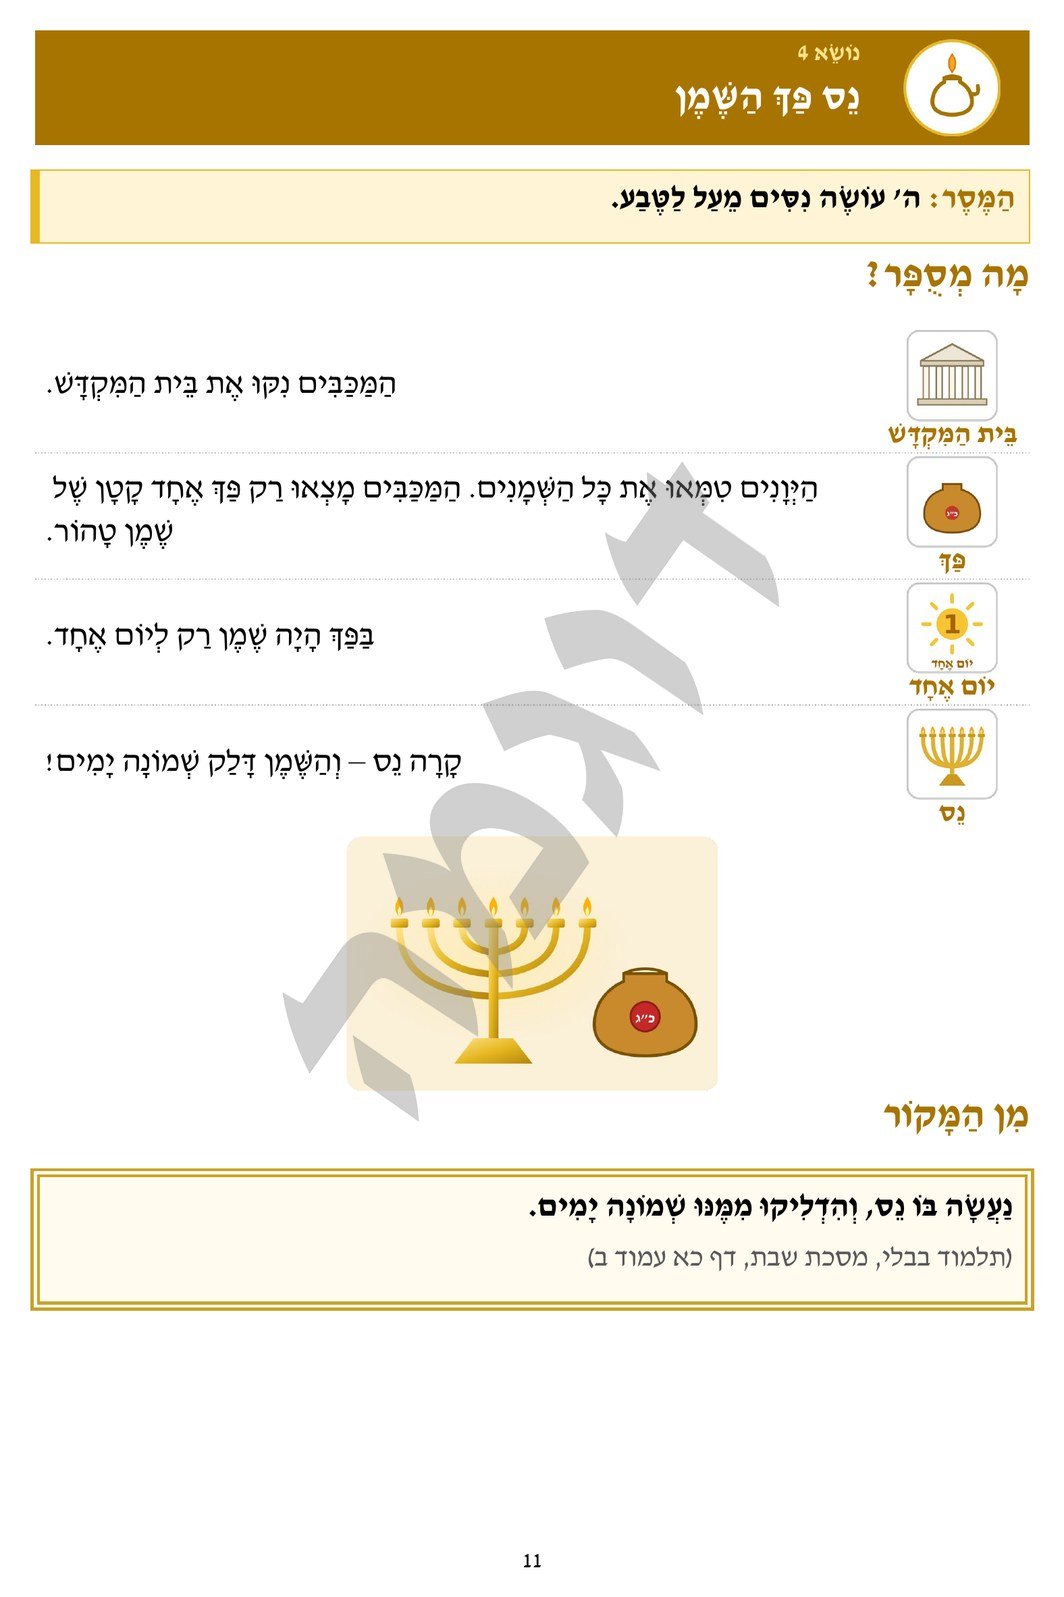 נוֹשֵׂא 4
נֵס פַּךְ הַשֶּׁמֶן
הַמֶּסֶר: ה׳ עוֹשֶׂה נִסִּים מֵעַל לַטֶּבַע.
מָה מְסֻפָּר?
הַמַּכַּבִּים נִקּוּ אֶת בֵּית הַמִּקְדָּשׁ.
בֵּית הַמִּקְדָּשׁ
הַיְּוָנִים טִמְּאוּ אֶת כָּל הַשְּׁמָנִים. הַמַּכַּבִּים מָצְאוּ רַק פַּךְ אֶחָד קָטָן שֶׁל
שֶׁמֶן טָהוֹר.
כ״ג
פַּךְ
בַּפַּךְ הָיָה שֶׁמֶן רַק לְיוֹם אֶחָד.
1
יוֹם אֶחָד
יוֹם אֶחָד
קָרָה נֵס – וְהַשֶּׁמֶן דָּלַק שְׁמוֹנָה יָמִים!
נֵס
כ״ג
דוגמה
מִן הַמָּקוֹר
נַעֲשָׂה בּוֹ נֵס, וְהִדְלִיקוּ מִמֶּנּוּ שְׁמוֹנָה יָמִים.
(תלמוד בבלי, מסכת שבת, דף כא עמוד ב)
11